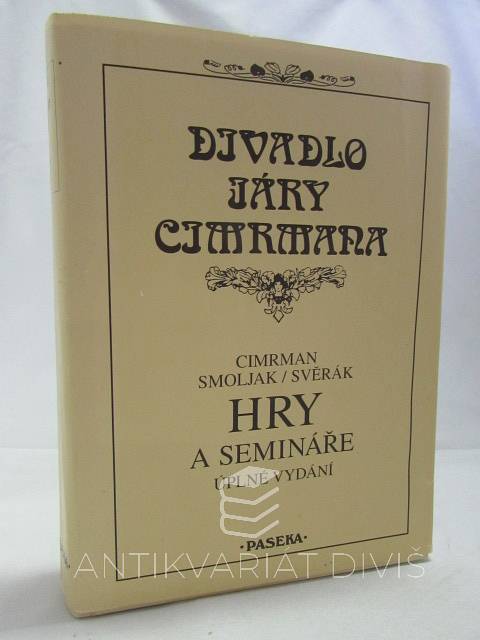 DIVADLO
JÁRY
CIMRMANA
CIMRMAN
SMOLJAK / SVĚRÁK
HRY
A SEMINÁŘE
ÚPLNÉ VYDÁNÍ
·PASEKA·
ANTIKVARIÁT DIVIŠ